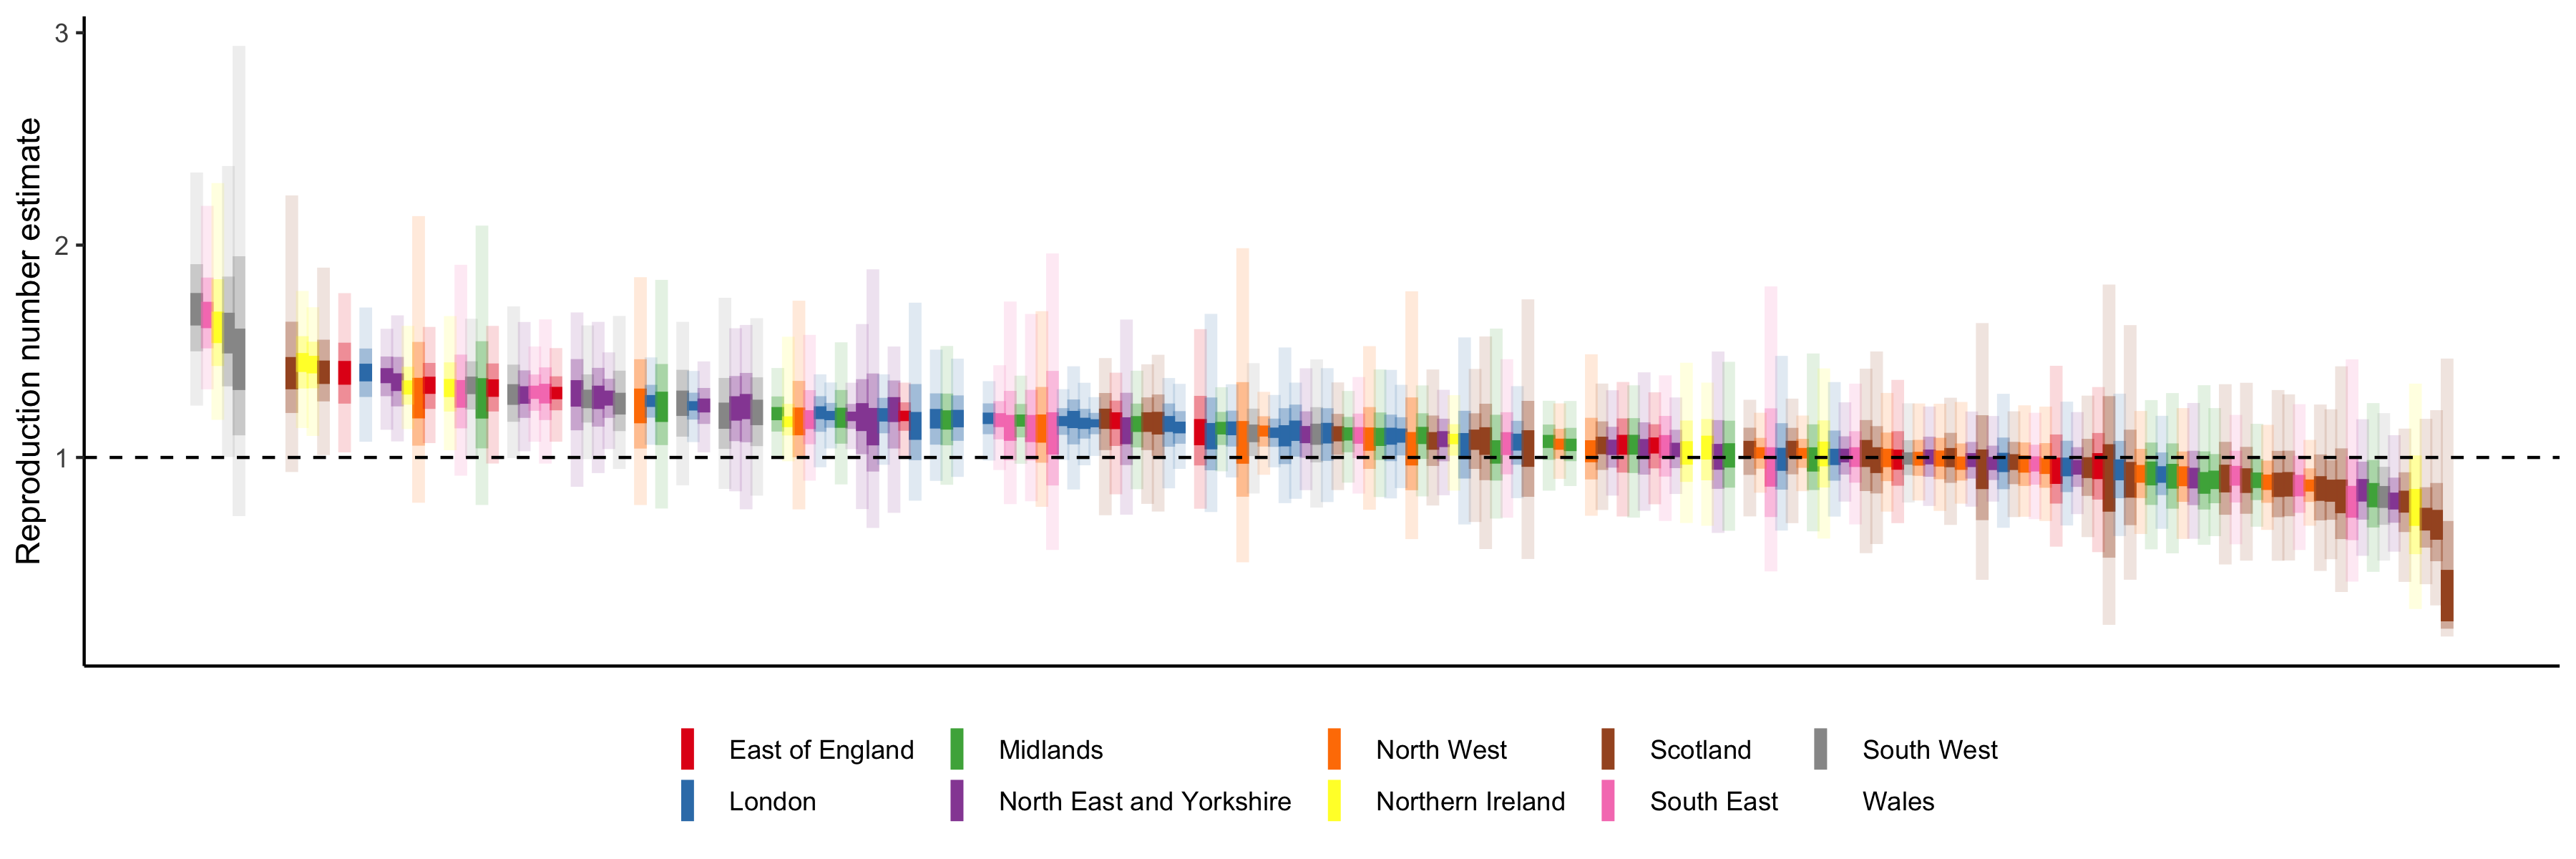 3
2
1
Reproduction number estimate
East of England Midlands North West Scotland South West
London North East and Yorkshire Northern Ireland South East Wales